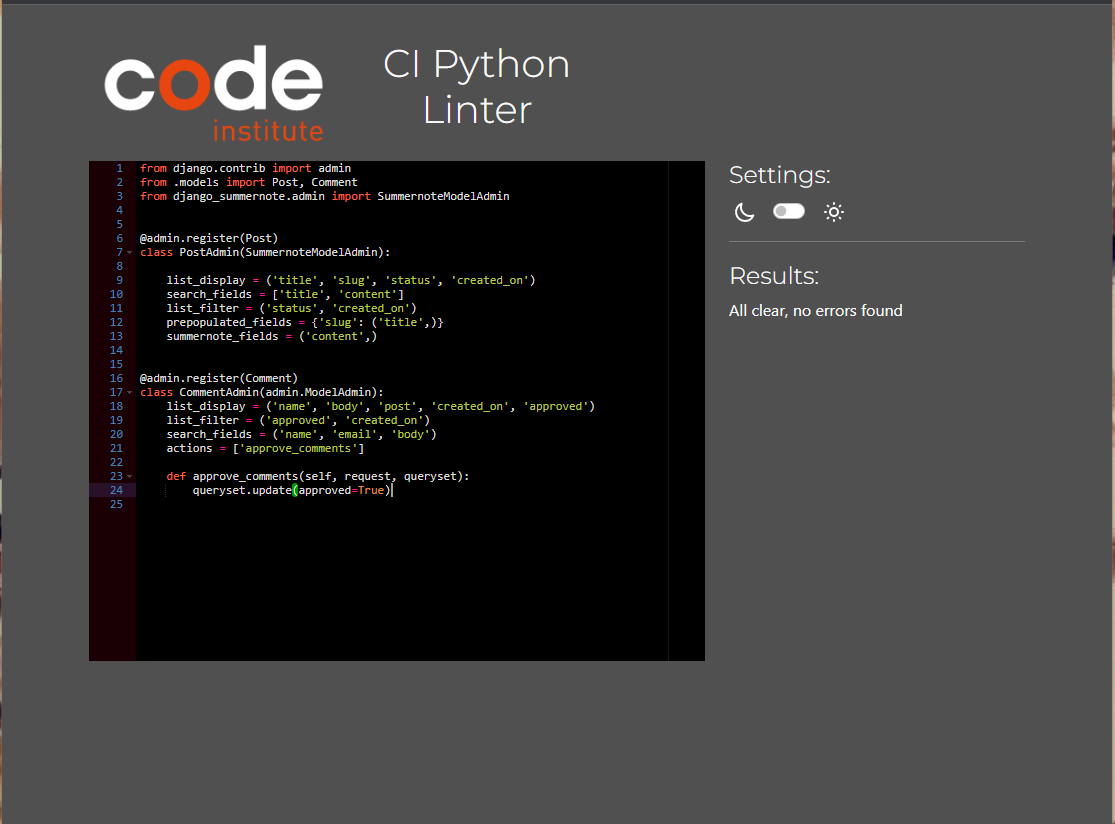 code
institute
CI Python
Linter
1 from django.contrib import admin
2 from .models import Post, Comment
3 from django_summernote.admin import SummernoteModelAdmin
4
5
6 @admin.register(Post)
7 class PostAdmin(SummernoteModelAdmin):
8
9     list_display = ('title', 'slug', 'status', 'created_on')
10     search_fields = ['title', 'content']
11     list_filter = ('status', 'created_on')
12     prepopulated_fields = {'slug': ('title',)}
13     summernote_fields = ('content',)
14
15
16 @admin.register(Comment)
17 class CommentAdmin(admin.ModelAdmin):
18     list_display = ('name', 'body', 'post', 'created_on', 'approved')
19     list_filter = ('approved', 'created_on')
20     search_fields = ('name', 'email', 'body')
21     actions = ['approve_comments']
22
23     def approve_comments(self, request, queryset):
24         queryset.update(approved=True)
25
Settings:
Results:
All clear, no errors found